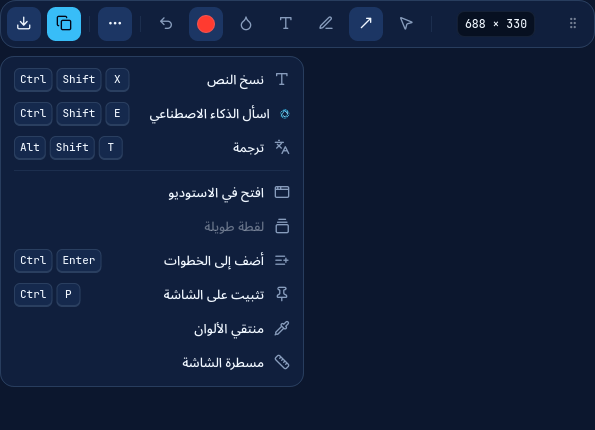 688 × 330
نسخ النص Ctrl Shift X
اسأل الذكاء الاصطناعي Ctrl Shift E
ترجمة Alt Shift T
افتح في الاستوديو
لقطة طويلة
أضف إلى الخطوات Ctrl Enter
تثبيت على الشاشة Ctrl P
منتقي الألوان
مسطرة الشاشة